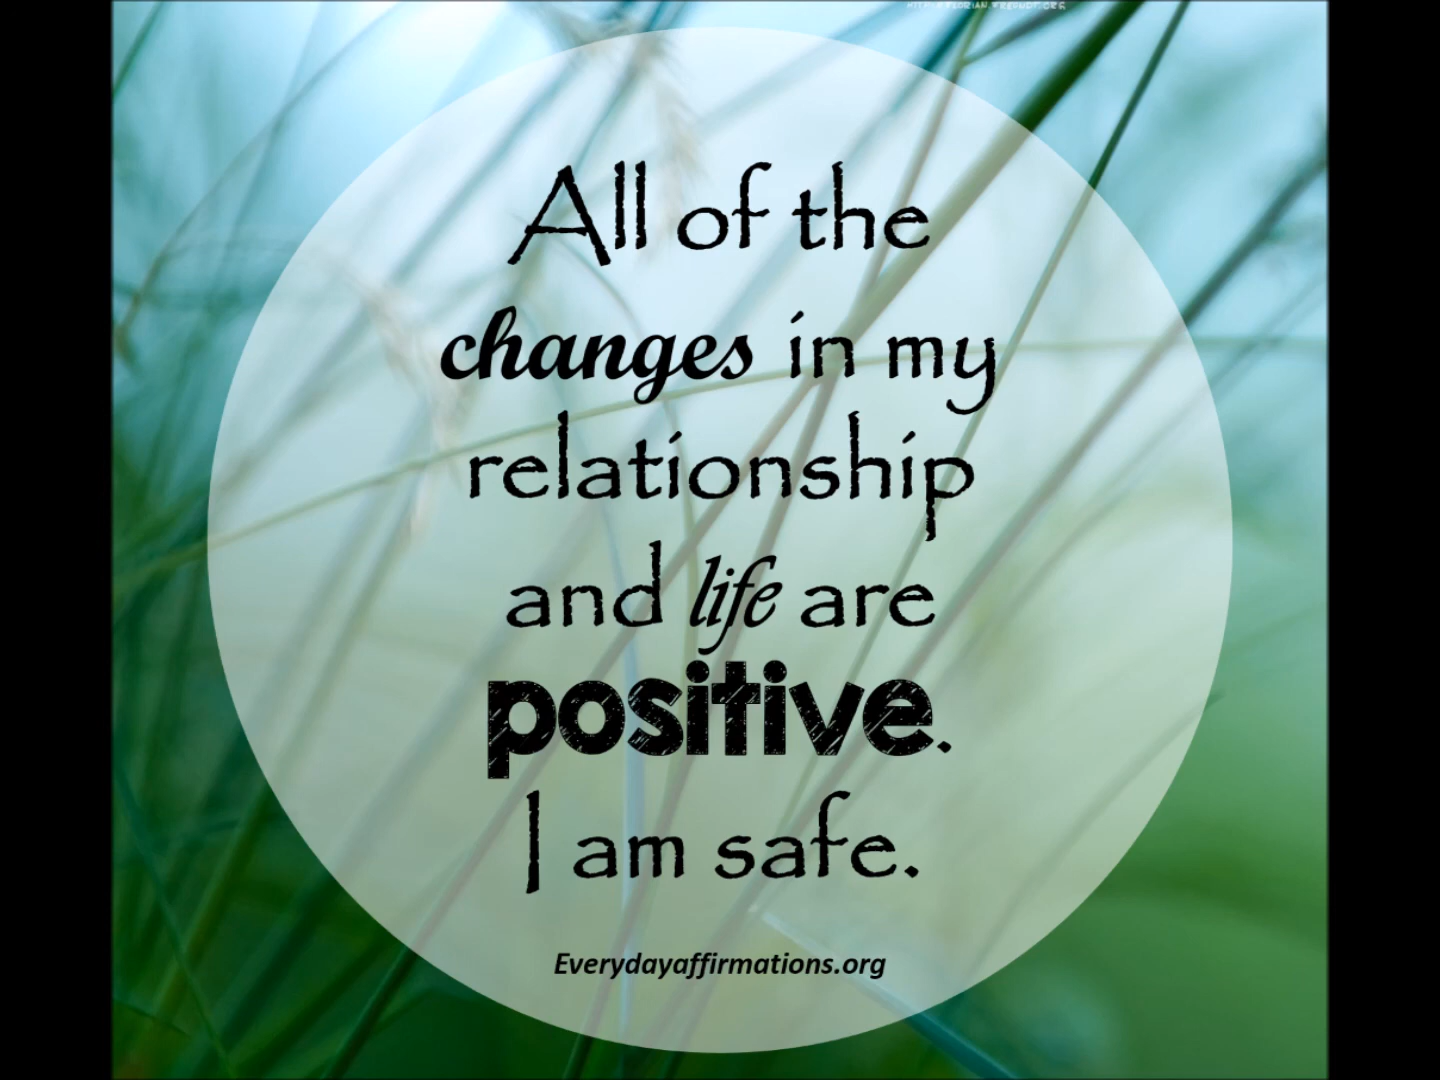 All of the
changes in my
relationship
and life are
positive.
I am safe.
Everydayaffirmations.org